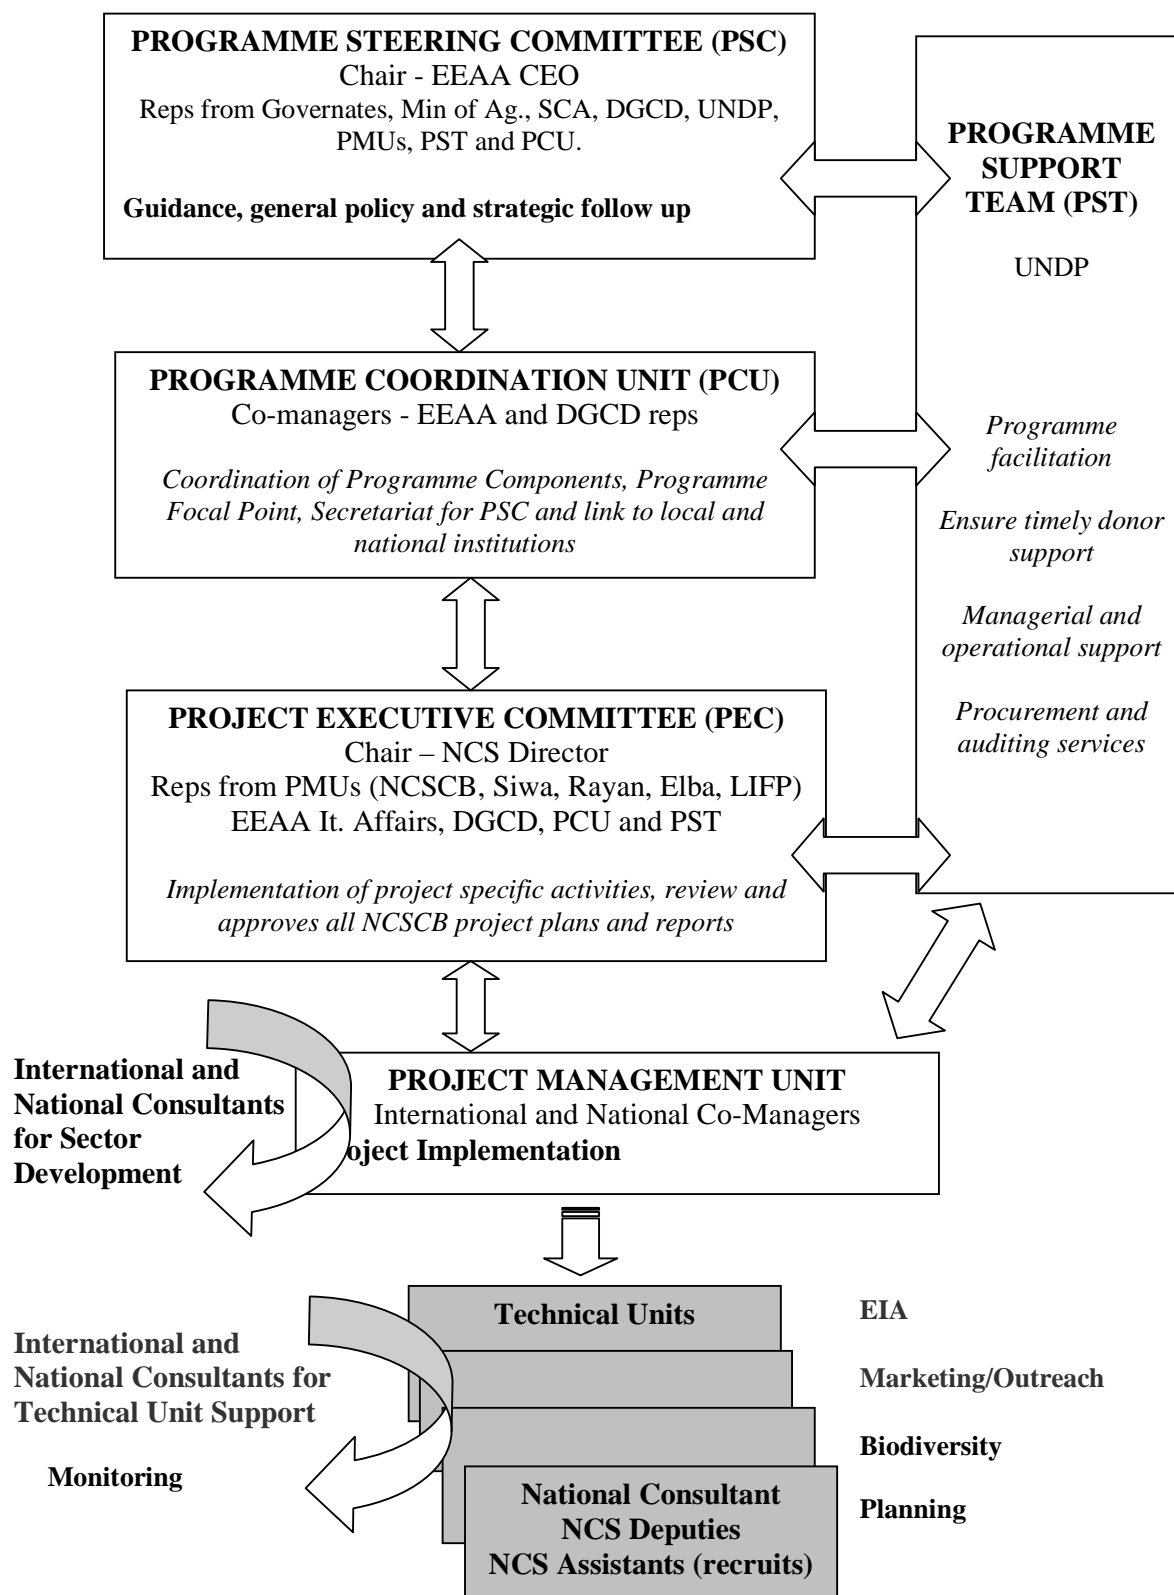 PROGRAMME STEERING COMMITTEE (PSC)
Chair - EEAA CEO
Reps from Governates, Min of Ag., SCA, DGCD, UNDP,
PMUs, PST and PCU.
Guidance, general policy and strategic follow up
PROGRAMME
SUPPORT
TEAM (PST)
UNDP
Programme
facilitation
Ensure timely donor
support
Managerial and
operational support
Procurement and
auditing services
PROGRAMME COORDINATION UNIT (PCU)
Co-managers - EEAA and DGCD reps
Coordination of Programme Components, Programme
Focal Point, Secretariat for PSC and link to local and
national institutions
PROJECT EXECUTIVE COMMITTEE (PEC)
Chair – NCS Director
Reps from PMUs (NCSCB, Siwa, Rayan, Elba, LIFP)
EEAA It. Affairs, DGCD, PCU and PST
Implementation of project specific activities, review and
approves all NCSCB project plans and reports
International and
National Consultants
for Sector
Development
PROJECT MANAGEMENT UNIT
International and National Co-Managers
oject Implementation
Technical Units
EIA
Marketing/Outreach
Biodiversity
Planning
International and
National Consultants for
Technical Unit Support
Monitoring
National Consultant
NCS Deputies
NCS Assistants (recruits)